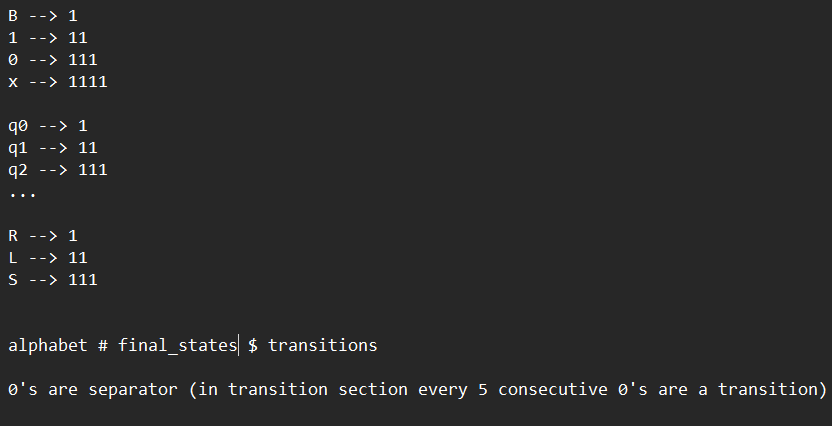 B --> 1
1 --> 11
0 --> 111
x --> 1111
q0 --> 1
q1 --> 11
q2 --> 111
...
R --> 1
L --> 11
S --> 111
alphabet # final_states $ transitions
0's are separator (in transition section every 5 consecutive 0's are a transition)